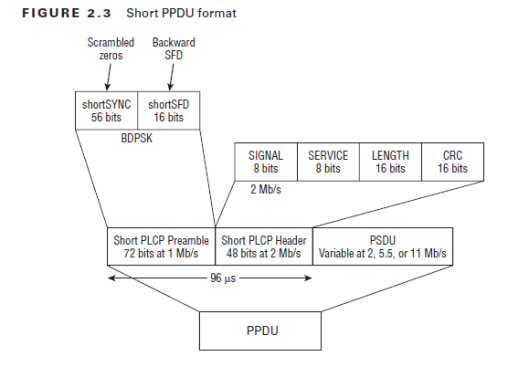 FIGURE 2.3 Short PPDU format
Scrambled
zeros
Backward
SFD
shortSYNC
56 bits
shortSFD
16 bits
BDPSK
SIGNAL
8 bits
SERVICE
8 bits
LENGTH
16 bits
CRC
16 bits
2 Mb/s
Short PLCP Preamble
72 bits at 1 Mb/s
Short PLCP Header
48 bits at 2 Mb/s
PSDU
Variable at 2, 5.5, or 11 Mb/s
96 μs
PPDU